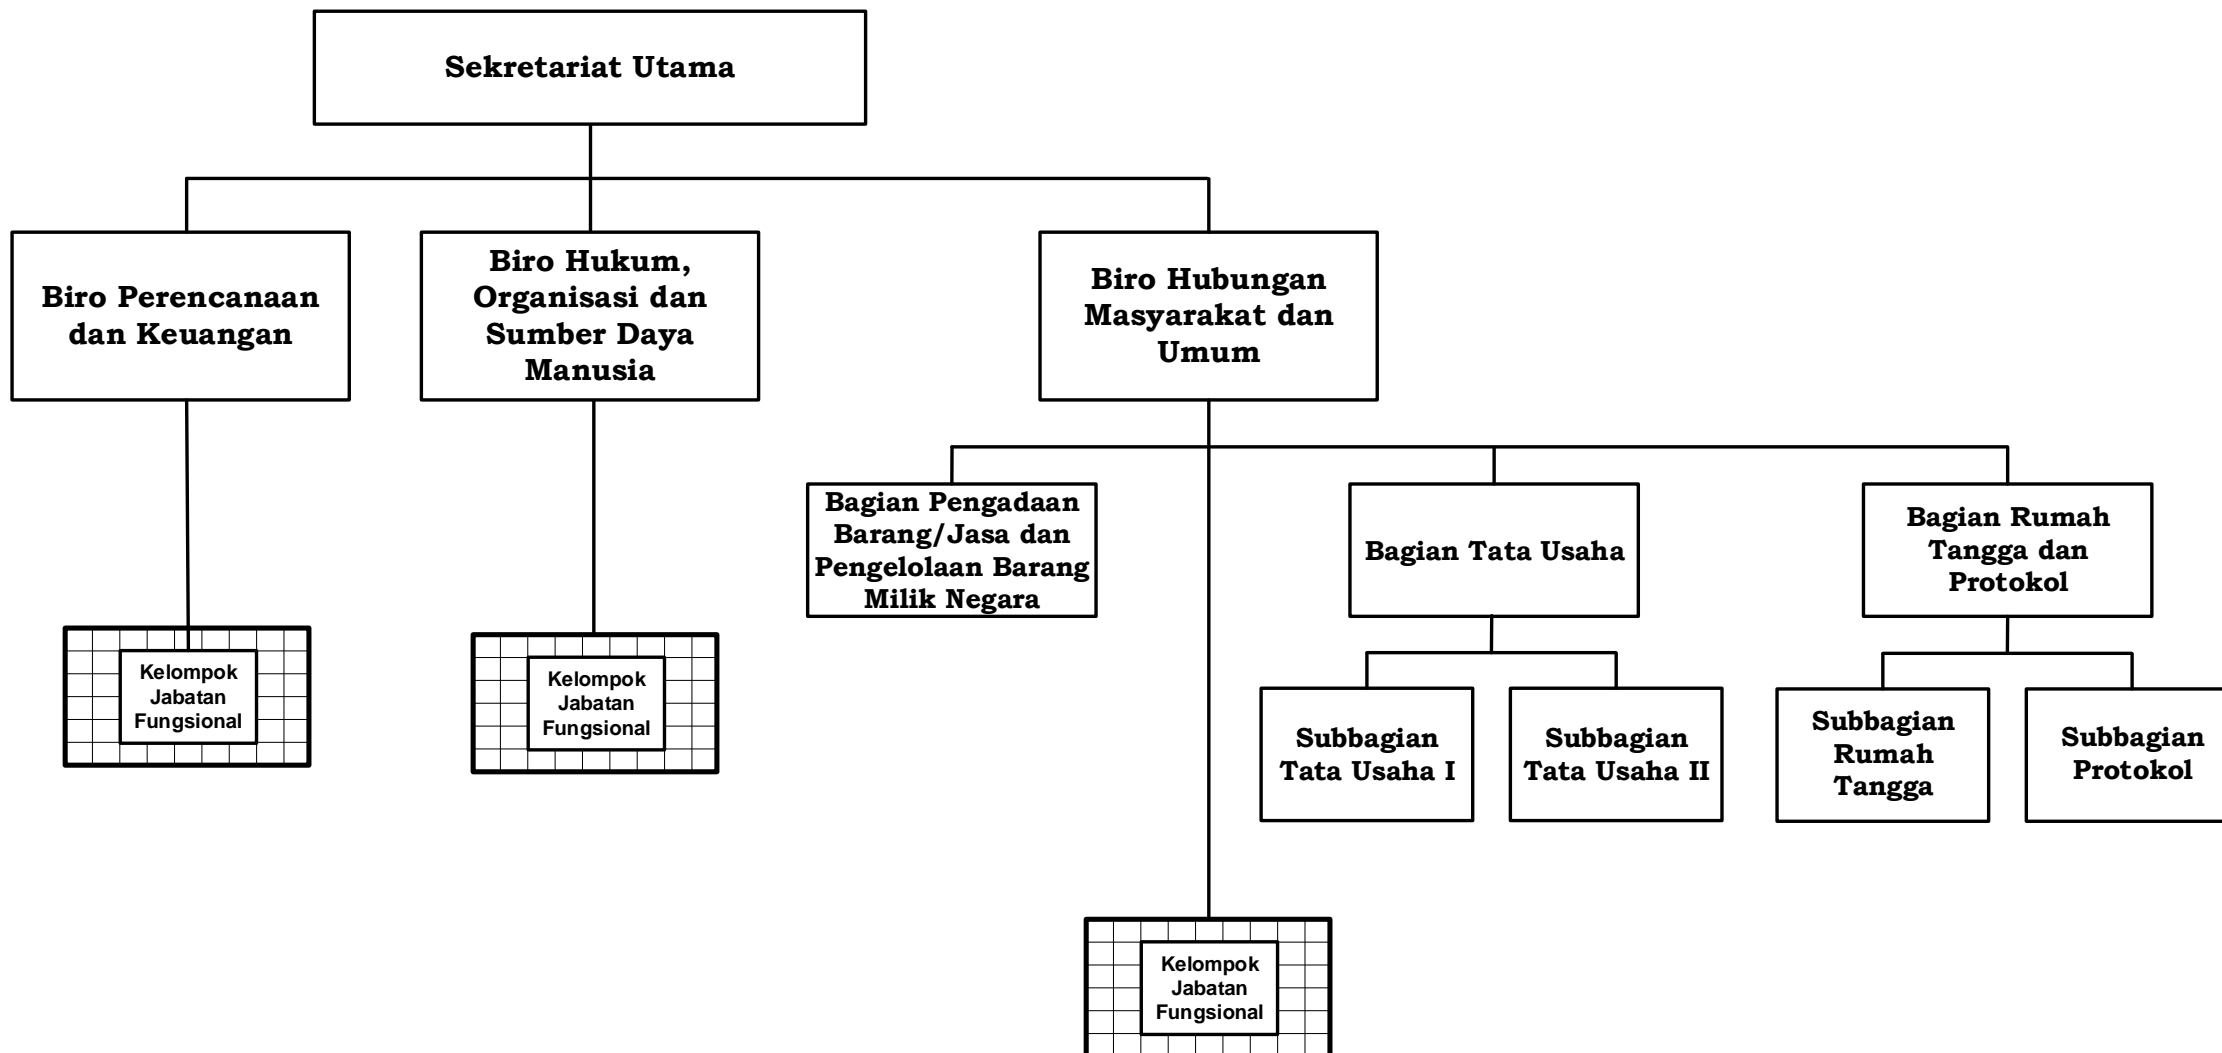 Sekretariat Utama
Biro Perencanaan
dan Keuangan
Biro Hukum,
Organisasi dan
Sumber Daya
Manusia
Biro Hubungan
Masyarakat dan
Umum
Bagian Pengadaan
Barang/Jasa dan
Pengelolaan Barang
Milik Negara
Bagian Tata Usaha
Bagian Rumah
Tangga dan
Protokol
Kelompok
Jabatan
Fungsional
Kelompok
Jabatan
Fungsional
Subbagian
Tata Usaha I
Subbagian
Tata Usaha II
Subbagian
Rumah
Tangga
Subbagian
Protokol
Kelompok
Jabatan
Fungsional